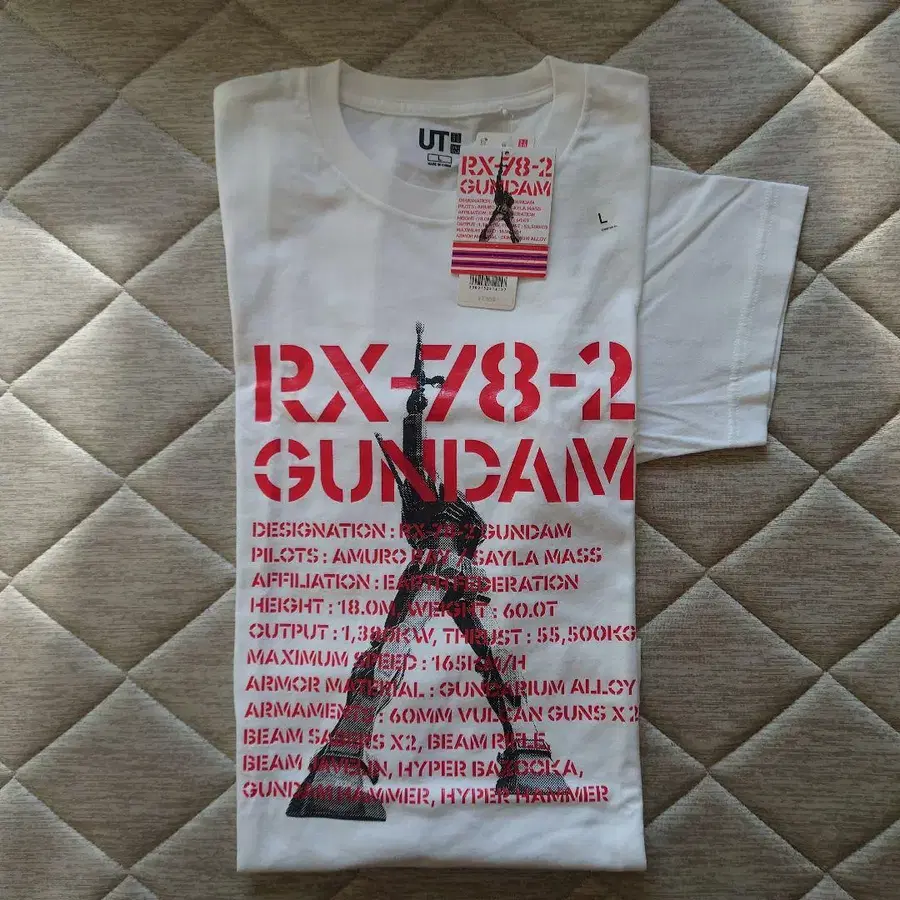 UT
L
RX-78-2
GUNDAM
L
RX-78-2
GUNDAM
DESIGNATION : RX-78-2 GUNDAM
PILOTS : AMURO RAY / SAYLA MASS
AFFILIATION : EARTH FEDERATION
HEIGHT : 18.0M, WEIGHT : 60.0T
OUTPUT : 1,380KW, THRUST : 55,500KG
MAXIMUM SPEED : 165KM/H
ARMOR MATERIAL : GUNDARIUM ALLOY
ARMAMENTS : 60MM VULCAN GUNS X 2
BEAM SABERS X2, BEAM RIFLE,
BEAM JAVELIN, HYPER BAZOOKA,
GUNDAM HAMMER, HYPER HAMMER